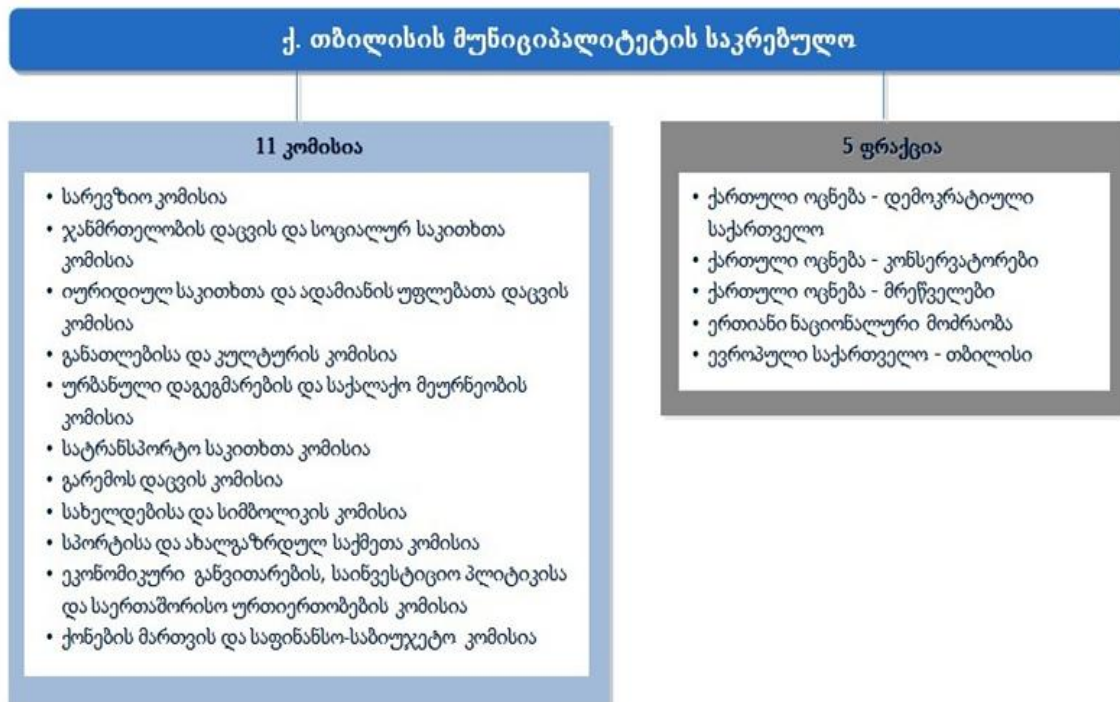 ქ. თბილისის მუნიციპალიტეტის საკრებულო
11 კომისია
• სარევზიო კომისია
• ჯანმრთელობის დაცვის და სოციალურ საკითხთა
კომისია
• იურიდიულ საკითხთა და ადამიანის უფლებათა დაცვის
კომისია
• განათლებისა და კულტურის კომისია
• ურბანული დაგეგმარების და საქალაქო მეურნეობის
კომისია
• სატრანსპორტო საკითხთა კომისია
• გარემოს დაცვის კომისია
• სახელდებისა და სიმბოლიკის კომისია
• სპორტისა და ახალგაზრდულ საქმეთა კომისია
• ეკონომიკური განვითარების, საინვესტიციო პლიტიკისა
და საერთაშორისო ურთიერთობების კომისია
• ქონების მართვის და საფინანსო-საბიუჯეტო კომისია
5 ფრაქცია
• ქართული ოცნება - დემოკრატიული
საქართველო
• ქართული ოცნება - კონსერვატორები
• ქართული ოცნება - მრეწველები
• ერთიანი ნაციონალური მოძრაობა
• ევროპული საქართველო - თბილისი